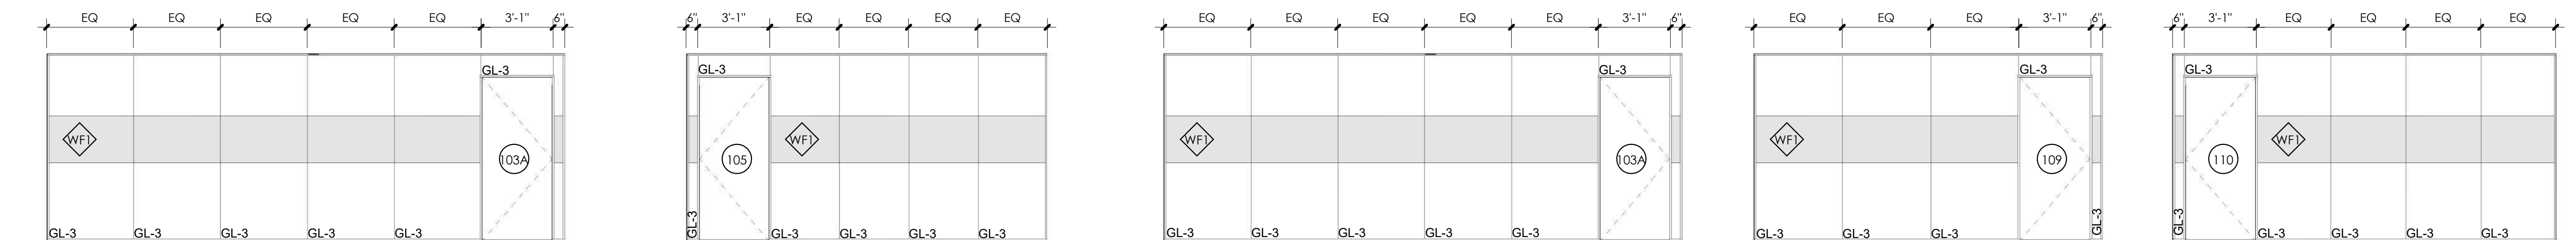 EQ EQ EQ EQ EQ 3'-1" 6"
GL-3
WF1
103A
GL-3 GL-3 GL-3 GL-3 GL-3
6" 3'-1" EQ EQ EQ EQ
GL-3
WF1
105
GL-3
GL-3 GL-3 GL-3 GL-3
EQ EQ EQ EQ EQ 3'-1" 6"
GL-3
WF1
103A
GL-3 GL-3 GL-3 GL-3 GL-3
EQ EQ EQ 3'-1" 6"
GL-3
WF1
109
GL-3 GL-3 GL-3
GL-3
6" 3'-1" EQ EQ EQ EQ
GL-3
WF1
110
GL-3
GL-3 GL-3 GL-3 GL-3